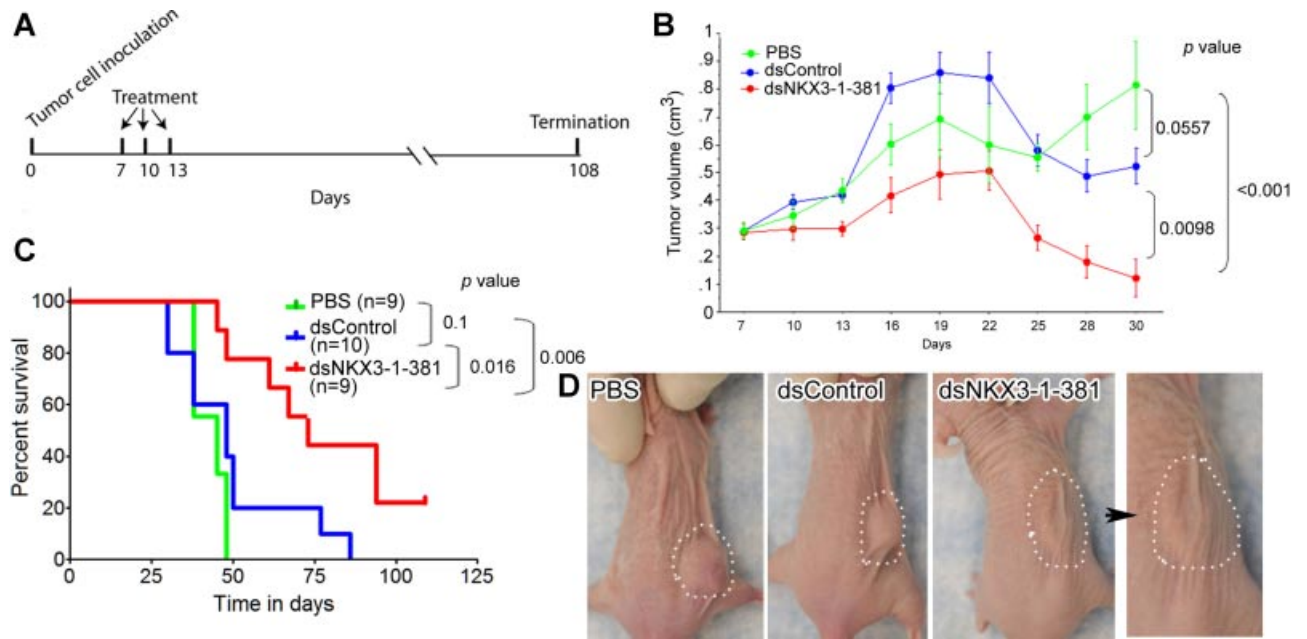 A
Tumor cell inoculation
Treatment
Termination
0
7
10
13
108
Days
B
PBS
dsControl
dsNKX3-1-381
p value
Tumor volume (cm³)
1
.9
.8
.7
.6
.5
.4
.3
.2
.1
0
7
10
13
16
19
22
25
28
30
Days
0.0557
0.0098
<0.001
C
p value
PBS (n=9)
dsControl
(n=10)
dsNKX3-1-381
(n=9)
0.1
0.016
0.006
Percent survival
100
80
60
40
20
0
0
25
50
75
100
125
Time in days
D
PBS
dsControl
dsNKX3-1-381